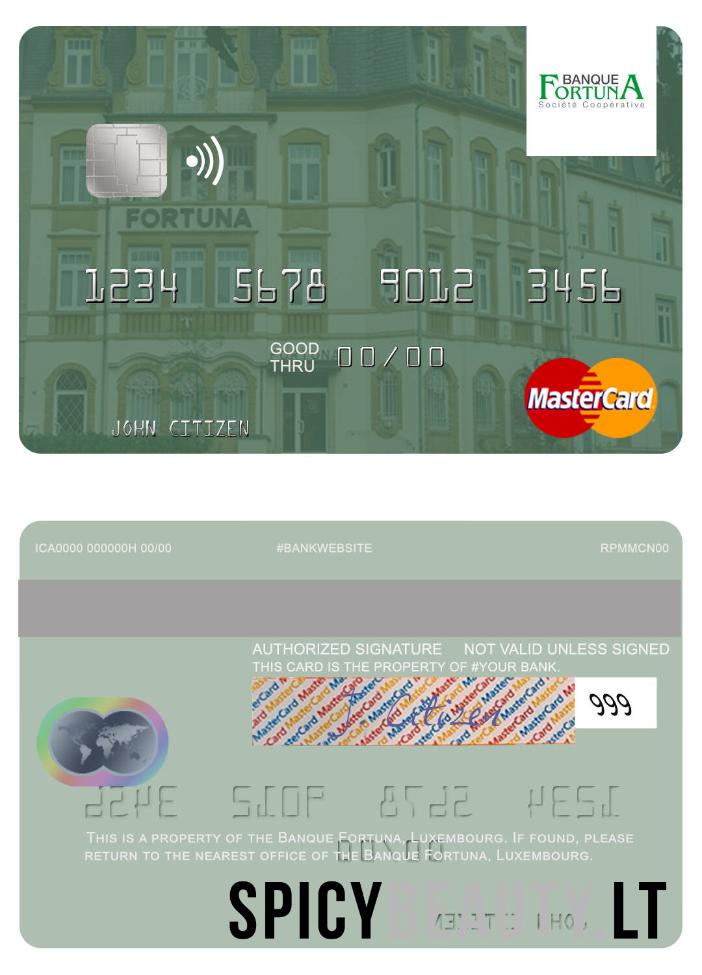 BANQUE
FORTUNA
Société Coopérative
FORTUNA
1234 5678 9012 3456
GOOD
THRU 00/00
MasterCard
JOHN CITIZEN
ICA0000 000000H 00/00 #BANKWEBSITE RPMMCN00
AUTHORIZED SIGNATURE NOT VALID UNLESS SIGNED
THIS CARD IS THE PROPERTY OF #YOUR BANK.
J Citizen 999
THIS IS A PROPERTY OF THE BANQUE FORTUNA, LUXEMBOURG. IF FOUND, PLEASE
RETURN TO THE NEAREST OFFICE OF THE BANQUE FORTUNA, LUXEMBOURG.
SPICYBEAUTY.LT